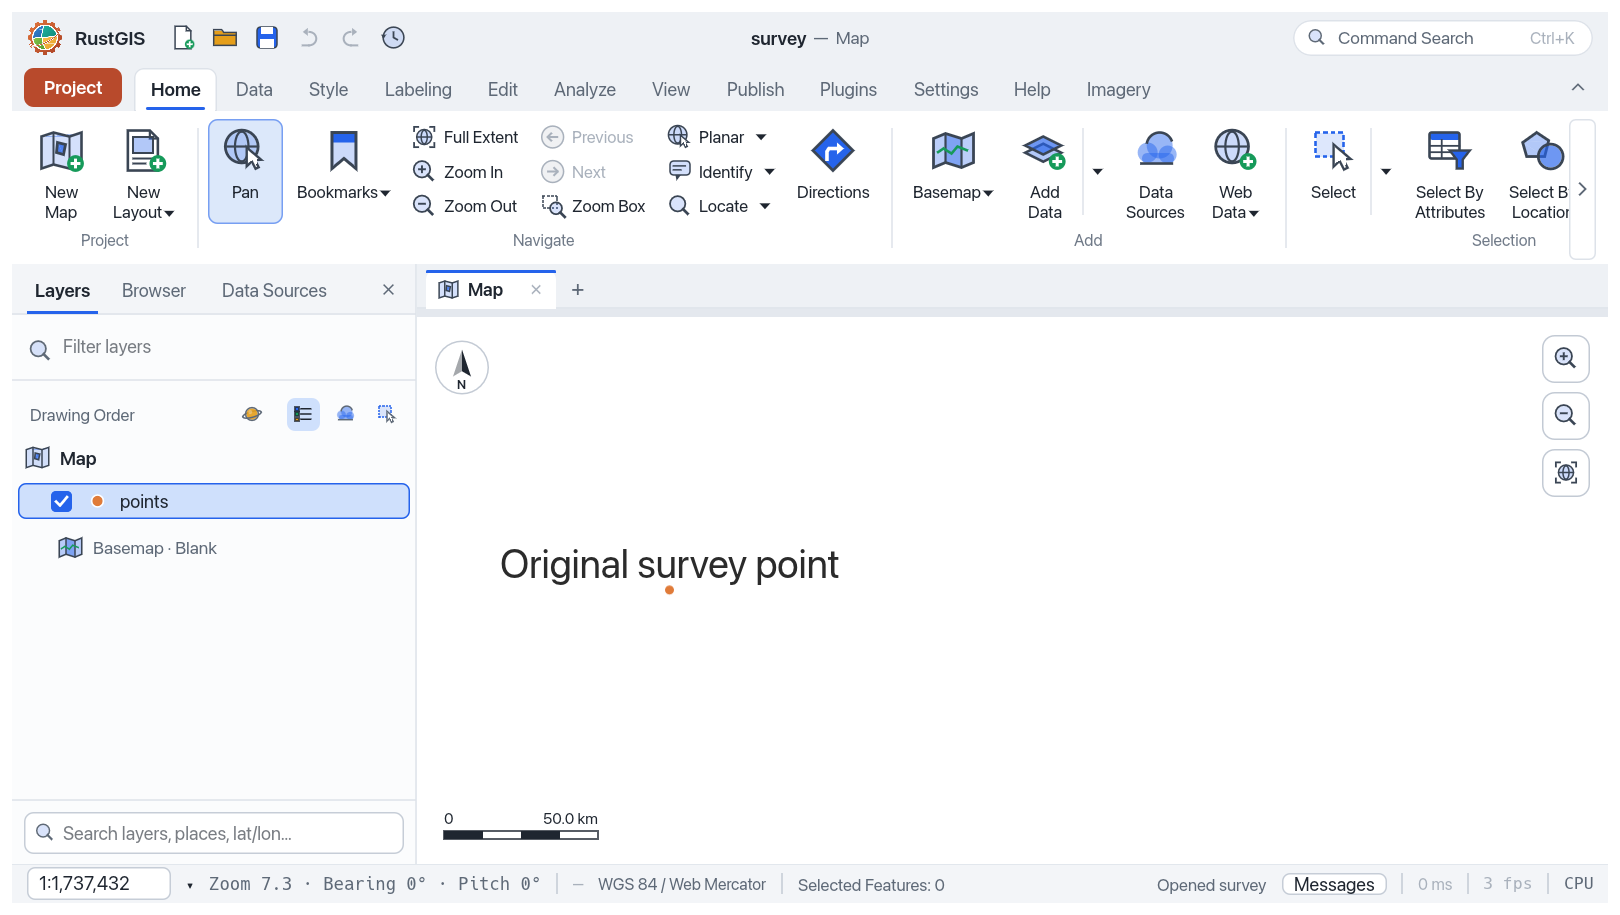 RustGIS
survey — Map
Command Search Ctrl+K
Project Home Data Style Labeling Edit Analyze View Publish Plugins Settings Help Imagery
New Map
New Layout
Project
Pan
Bookmarks
Full Extent
Zoom In
Zoom Out
Previous
Next
Zoom Box
Planar
Identify
Locate
Directions
Navigate
Basemap
Add Data
Data Sources
Web Data
Add
Select
Select By Attributes
Select B
Location
Selection
Layers Browser Data Sources
Map
Filter layers
N
Drawing Order
Map
points
Basemap · Blank
Original survey point
0 50.0 km
Search layers, places, lat/lon...
1:1,737,432 Zoom 7.3 · Bearing 0° · Pitch 0° — WGS 84 / Web Mercator Selected Features: 0 Opened survey Messages 0 ms 3 fps CPU